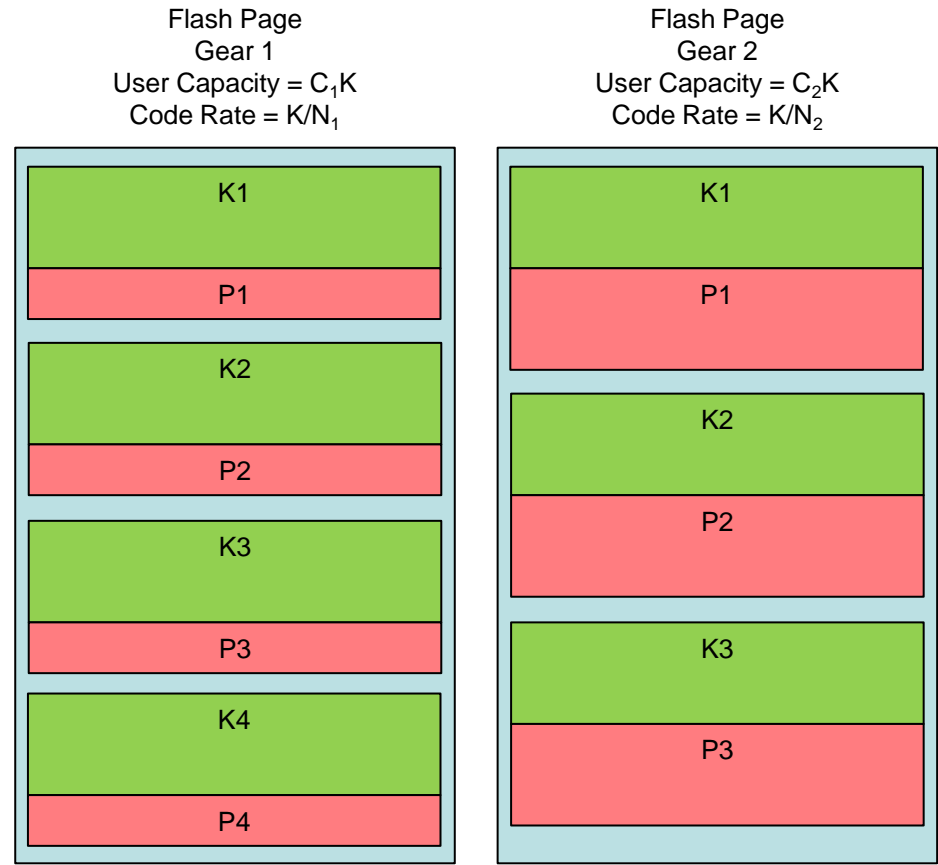 Flash Page
Gear 1
User Capacity = C₁K
Code Rate = K/N₁
K1
P1
K2
P2
K3
P3
K4
P4
Flash Page
Gear 2
User Capacity = C₂K
Code Rate = K/N₂
K1
P1
K2
P2
K3
P3